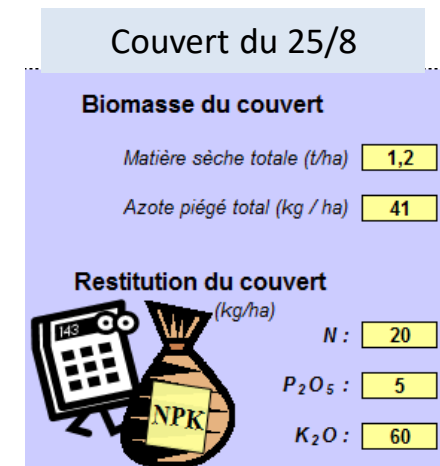 Couvert du 25/8
Biomasse du couvert
Matière sèche totale (t/ha) 1,2
Azote piégé total (kg / ha) 41
Restitution du couvert
(kg/ha)
143
N : 20
P₂O₅ : 5
NPK
K₂O : 60